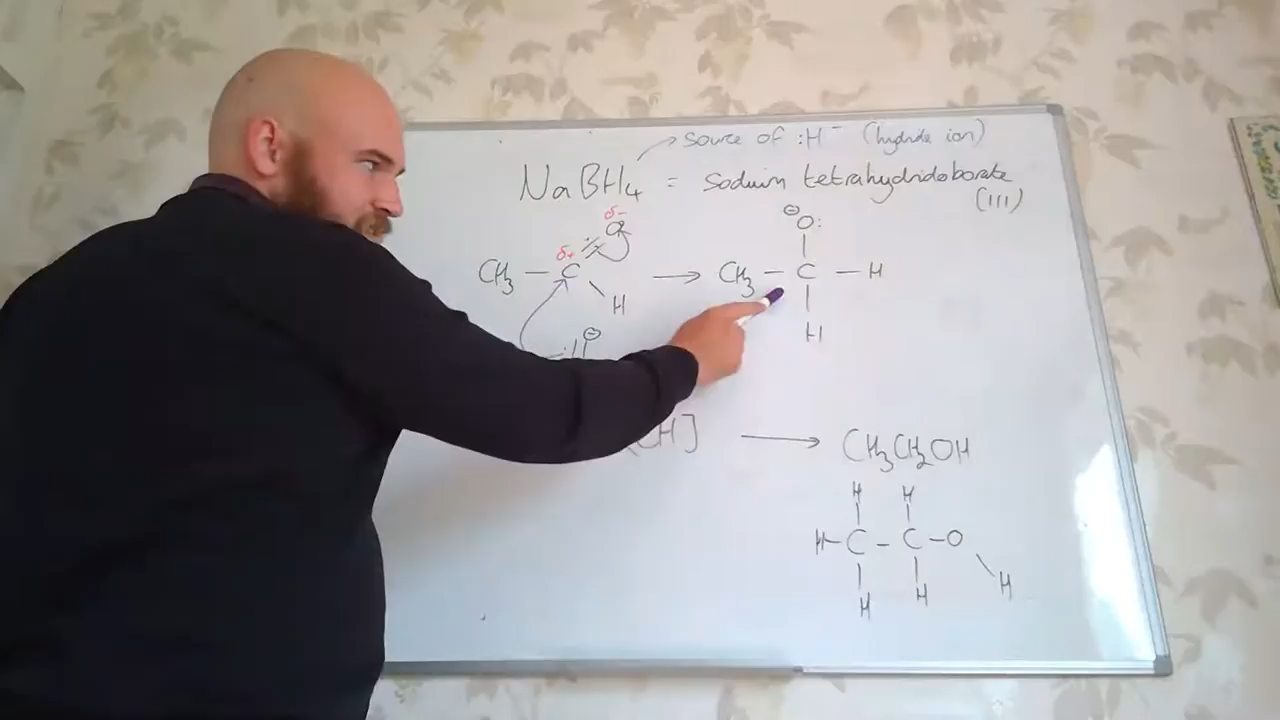 → source of :H⁻ (hydride ion)
NaBH₄ = Sodium tetrahydridoborate
(III)
δ- ⊖
O O:
δ+
CH₃ - C → CH₃ - C - H
H
⊖ H
:H
[H] → CH₃CH₂OH
H H
H - C - C - O
H
H H